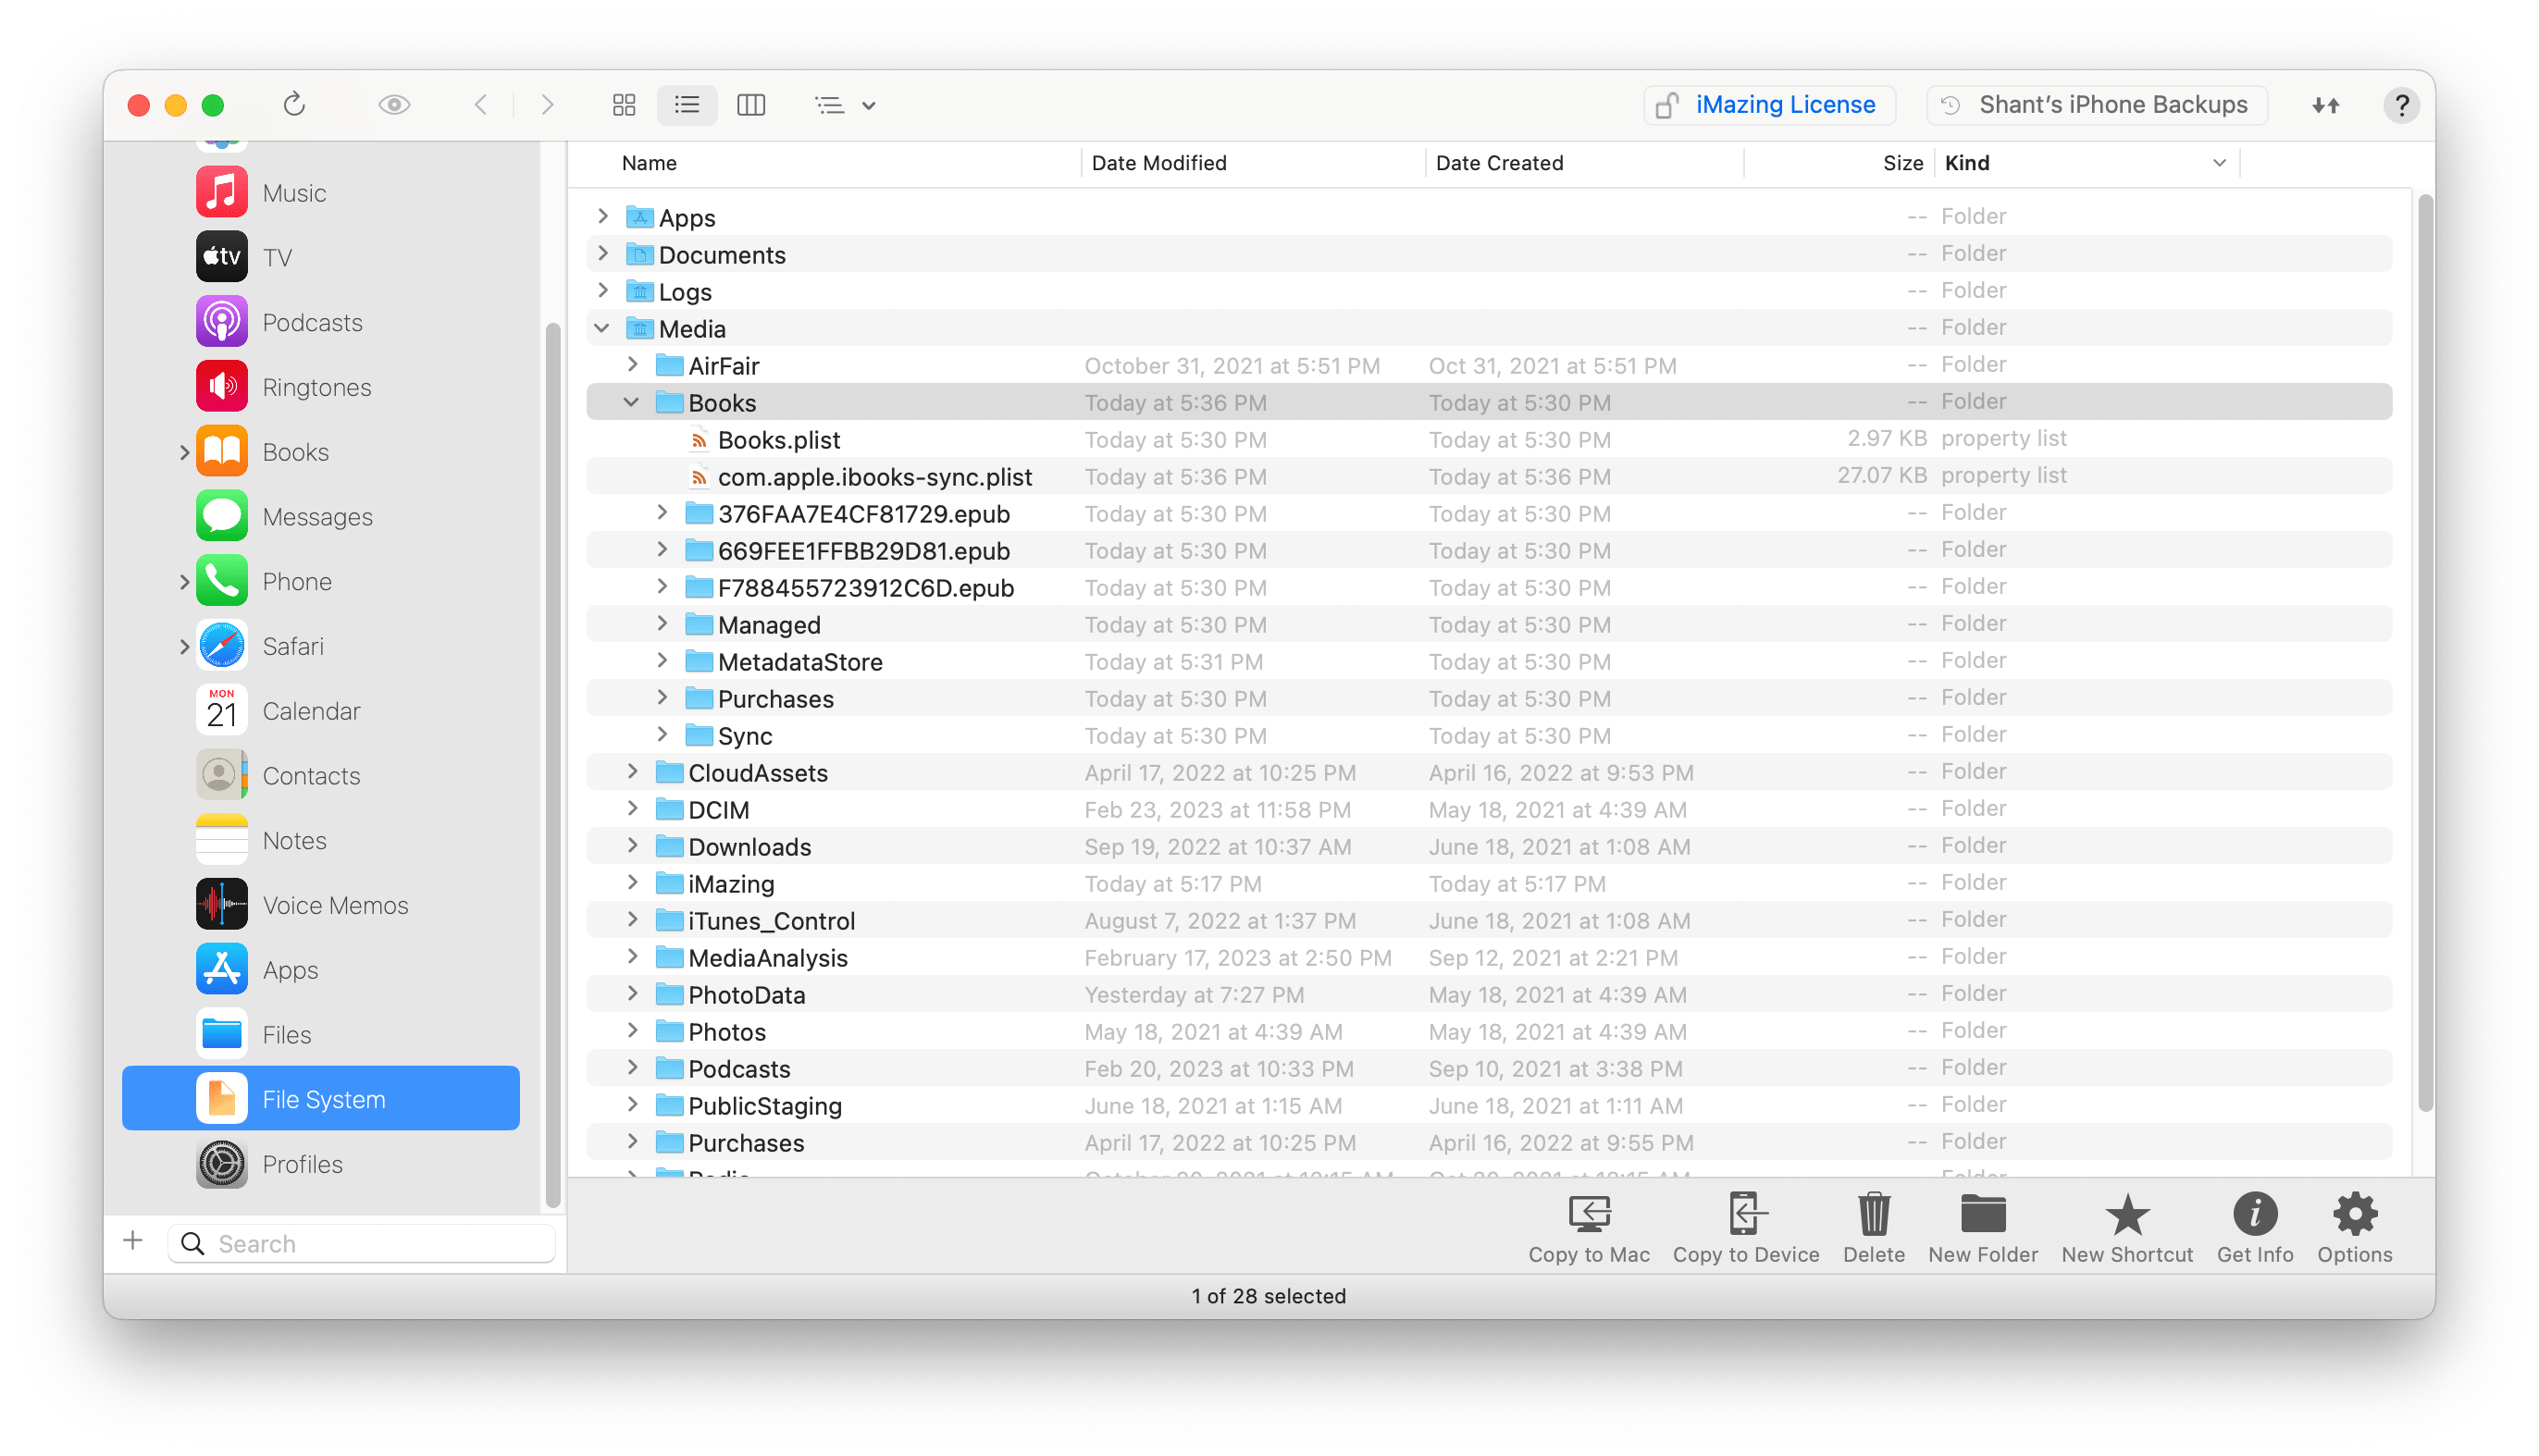 iMazing License
Shant's iPhone Backups
?
Music
tv TV
Podcasts
Ringtones
Books
Messages
Phone
Safari
MON
21
Calendar
Contacts
Notes
Voice Memos
Apps
Files
File System
Profiles
Search
Name Date Modified Date Created Size Kind
Apps -- Folder
Documents -- Folder
Logs -- Folder
Media -- Folder
AirFair October 31, 2021 at 5:51 PM Oct 31, 2021 at 5:51 PM -- Folder
Books Today at 5:36 PM Today at 5:30 PM -- Folder
Books.plist Today at 5:30 PM Today at 5:30 PM 2.97 KB property list
com.apple.ibooks-sync.plist Today at 5:36 PM Today at 5:36 PM 27.07 KB property list
376FAA7E4CF81729.epub Today at 5:30 PM Today at 5:30 PM -- Folder
669FEE1FFBB29D81.epub Today at 5:30 PM Today at 5:30 PM -- Folder
F788455723912C6D.epub Today at 5:30 PM Today at 5:30 PM -- Folder
Managed Today at 5:30 PM Today at 5:30 PM -- Folder
MetadataStore Today at 5:31 PM Today at 5:30 PM -- Folder
Purchases Today at 5:30 PM Today at 5:30 PM -- Folder
Sync Today at 5:30 PM Today at 5:30 PM -- Folder
CloudAssets April 17, 2022 at 10:25 PM April 16, 2022 at 9:53 PM -- Folder
DCIM Feb 23, 2023 at 11:58 PM May 18, 2021 at 4:39 AM -- Folder
Downloads Sep 19, 2022 at 10:37 AM June 18, 2021 at 1:08 AM -- Folder
iMazing Today at 5:17 PM Today at 5:17 PM -- Folder
iTunes_Control August 7, 2022 at 1:37 PM June 18, 2021 at 1:08 AM -- Folder
MediaAnalysis February 17, 2023 at 2:50 PM Sep 12, 2021 at 2:21 PM -- Folder
PhotoData Yesterday at 7:27 PM May 18, 2021 at 4:39 AM -- Folder
Photos May 18, 2021 at 4:39 AM May 18, 2021 at 4:39 AM -- Folder
Podcasts Feb 20, 2023 at 10:33 PM Sep 10, 2021 at 3:38 PM -- Folder
PublicStaging June 18, 2021 at 1:15 AM June 18, 2021 at 1:11 AM -- Folder
Purchases April 17, 2022 at 10:25 PM April 16, 2022 at 9:55 PM -- Folder
Copy to Mac Copy to Device Delete New Folder New Shortcut Get Info Options
1 of 28 selected